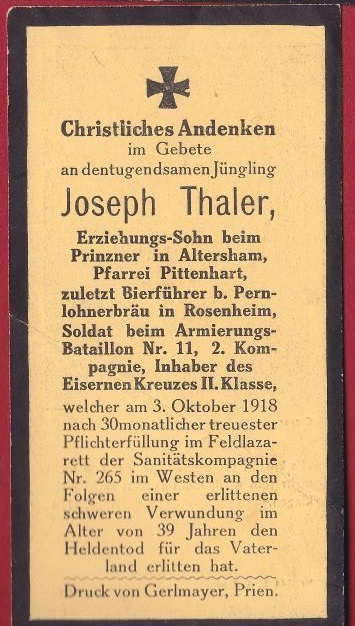 Christliches Andenken
im Gebete
an dentugendsamen Jüngling
Joseph Thaler,
Erziehungs-Sohn beim
Prinzner in Altersham,
Pfarrei Pittenhart,
zuletzt Bierführer b. Pern-
lohnerbräu in Rosenheim,
Soldat beim Armierungs-
Bataillon Nr. 11, 2. Kom-
pagnie, Inhaber des
Eisernen Kreuzes II. Klasse,
welcher am 3. Oktober 1918
nach 30monatlicher treuester
Pflichterfüllung im Feldlaza-
rett der Sanitätskompagnie
Nr. 265 im Westen an den
Folgen einer erlittenen
schweren Verwundung im
Alter von 39 Jahren den
Heldentod für das Vater-
land erlitten hat.
Druck von Gerlmayer, Prien.